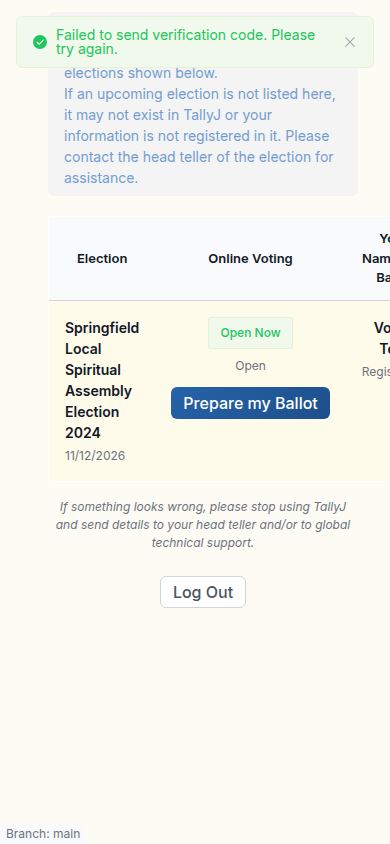 Failed to send verification code. Please
try again.
elections shown below.
If an upcoming election is not listed here,
it may not exist in TallyJ or your
information is not registered in it. Please
contact the head teller of the election for
assistance.
Election
Online Voting
Springfield
Local
Spiritual
Assembly
Election
2024
11/12/2026
Open Now
Open
Prepare my Ballot
If something looks wrong, please stop using TallyJ
and send details to your head teller and/or to global
technical support.
Log Out
Branch: main